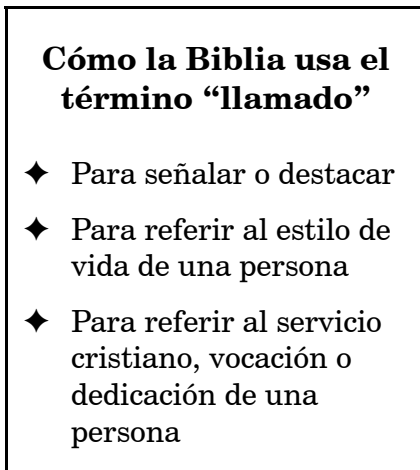 Cómo la Biblia usa el
término “llamado”
✦ Para señalar o destacar
✦ Para referir al estilo de
vida de una persona
✦ Para referir al servicio
cristiano, vocación o
dedicación de una
persona